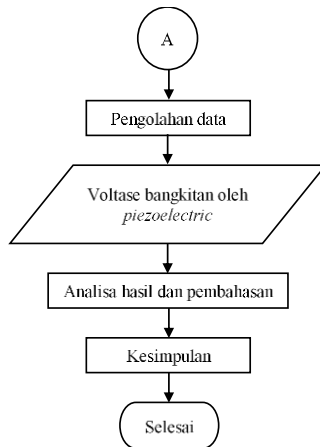 A
Pengolahan data
Voltase bangkitan oleh
piezoelectric
Analisa hasil dan pembahasan
Kesimpulan
Selesai